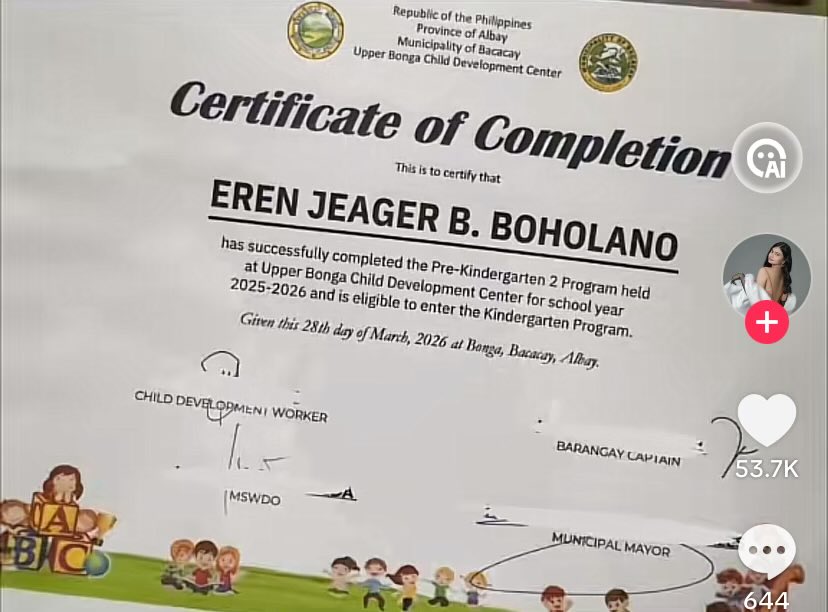 Republic of the Philippines
Province of Albay
Municipality of Bacacay
Upper Bonga Child Development Center
Certificate of Completion
This is to certify that
EREN JEAGER B. BOHOLANO
has successfully completed the Pre-Kindergarten 2 Program held
at Upper Bonga Child Development Center for school year
2025-2026 and is eligible to enter the Kindergarten Program.
Given this 28th day of March, 2026 at Bonga, Bacacay, Albay.
CHILD DEVELOPMENT WORKER
BARANGAY CAPTAIN
MSWDO
MUNICIPAL MAYOR
A
B C
AI
53.7K
644